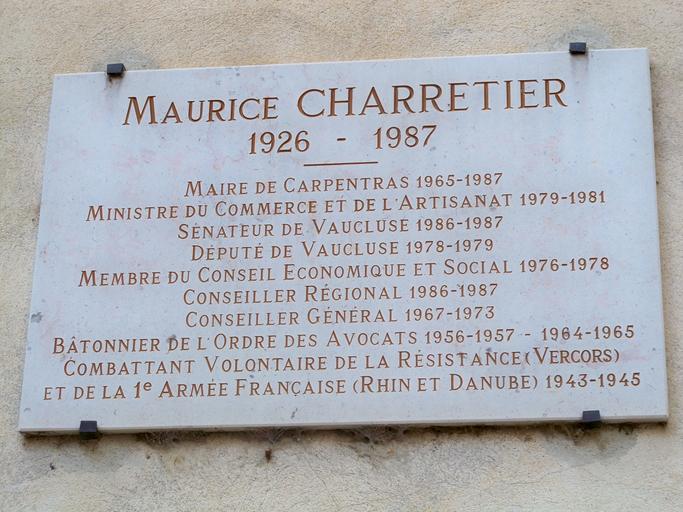 MAURICE CHARRETIER
1926 - 1987
MAIRE DE CARPENTRAS 1965-1987
MINISTRE DU COMMERCE ET DE L'ARTISANAT 1979-1981
SÉNATEUR DE VAUCLUSE 1986-1987
DÉPUTÉ DE VAUCLUSE 1978-1979
MEMBRE DU CONSEIL ECONOMIQUE ET SOCIAL 1976-1978
CONSEILLER RÉGIONAL 1986-1987
CONSEILLER GÉNÉRAL 1967-1973
BÂTONNIER DE L'ORDRE DES AVOCATS 1956-1957 - 1964-1965
COMBATTANT VOLONTAIRE DE LA RÉSISTANCE (VERCORS)
ET DE LA 1e ARMÉE FRANÇAISE (RHIN ET DANUBE) 1943-1945